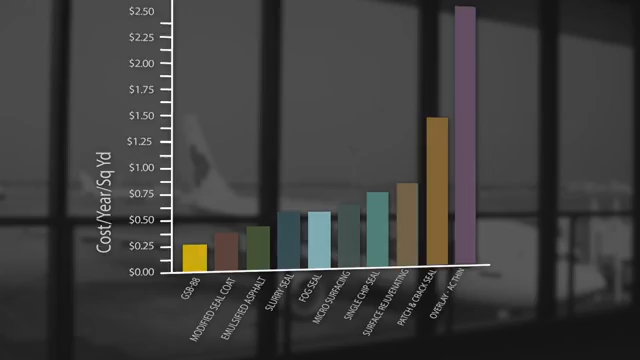 $2.50
$2.25
$2.00
$1.75
$1.50
$1.25
$1.00
$0.75
$0.50
$0.25
$0.00
Cost/Year/Sq Yd
GSB-88
MODIFIED SEAL COAT
EMULSIFIED ASPHALT
SLURRY SEAL
FOG SEAL
MICRO SURFACING
SINGLE CHIP SEAL
SURFACE REJUVENATING
PATCH & CRACK SEAL
OVERLAY - AC THIN